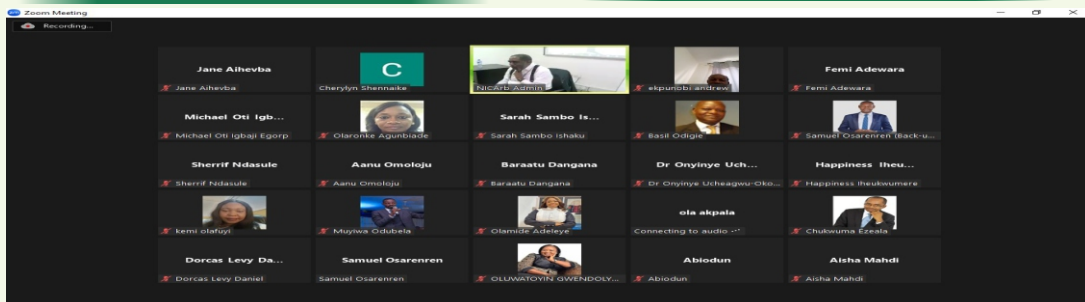 Zoom Meeting
Recording...
Jane Aihevba
C
Femi Adewara
Jane Aihevba
Cherylyn Shennaike
NICArb Admin
ekpunobi andrew
Femi Adewara
Michael Oti Igb...
Sarah Sambo Is...
Michael Oti Igbaji Egorp
Olaronke Agunbiade
Sarah Sambo Ishaku
Basil Odigie
Samuel Osarenren (Back-u...
Sherrif Ndasule
Aanu Omoloju
Baraatu Dangana
Dr Onyinye Uch...
Happiness Iheu...
Sherrif Ndasule
Aanu Omoloju
Baraatu Dangana
Dr Onyinye Ucheagwu-Oko...
Happiness Iheukwumere
ola akpala
kemi olafuyi
Muyiwa Odubela
Olamide Adeleye
Connecting to audio ...
Chukwuma Ezeala
Dorcas Levy Da...
Samuel Osarenren
Abiodun
Aisha Mahdi
Dorcas Levy Daniel
Samuel Osarenren
OLUWATOYIN GWENDOLY...
Abiodun
Aisha Mahdi